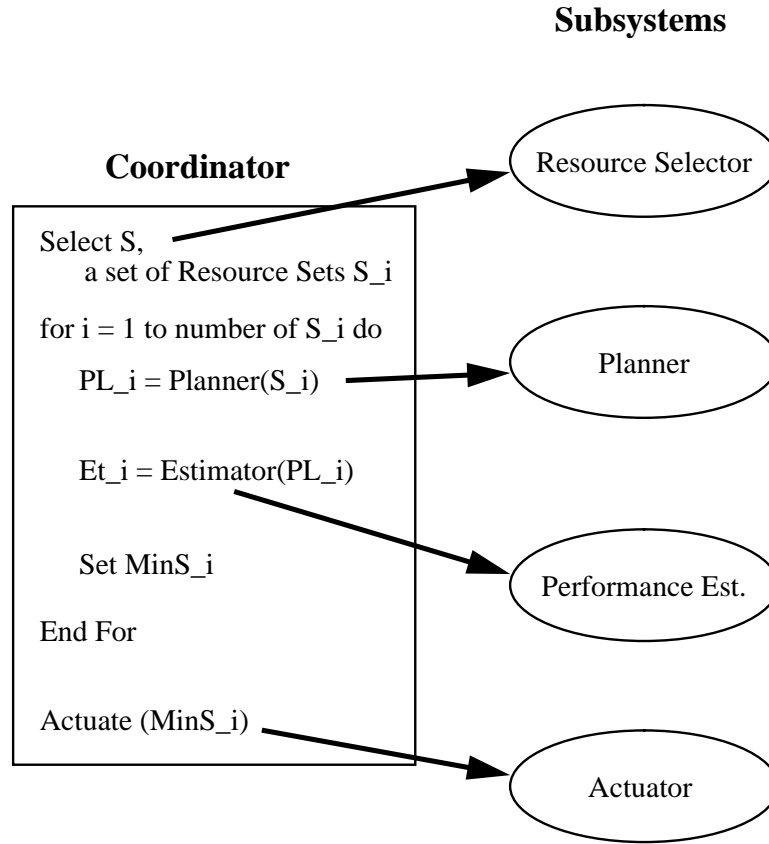 Subsystems
Coordinator
Resource Selector
Select S,
a set of Resource Sets S_i
for i = 1 to number of S_i do
PL_i = Planner(S_i)
Planner
Et_i = Estimator(PL_i)
Set MinS_i
Performance Est.
End For
Actuate (MinS_i)
Actuator